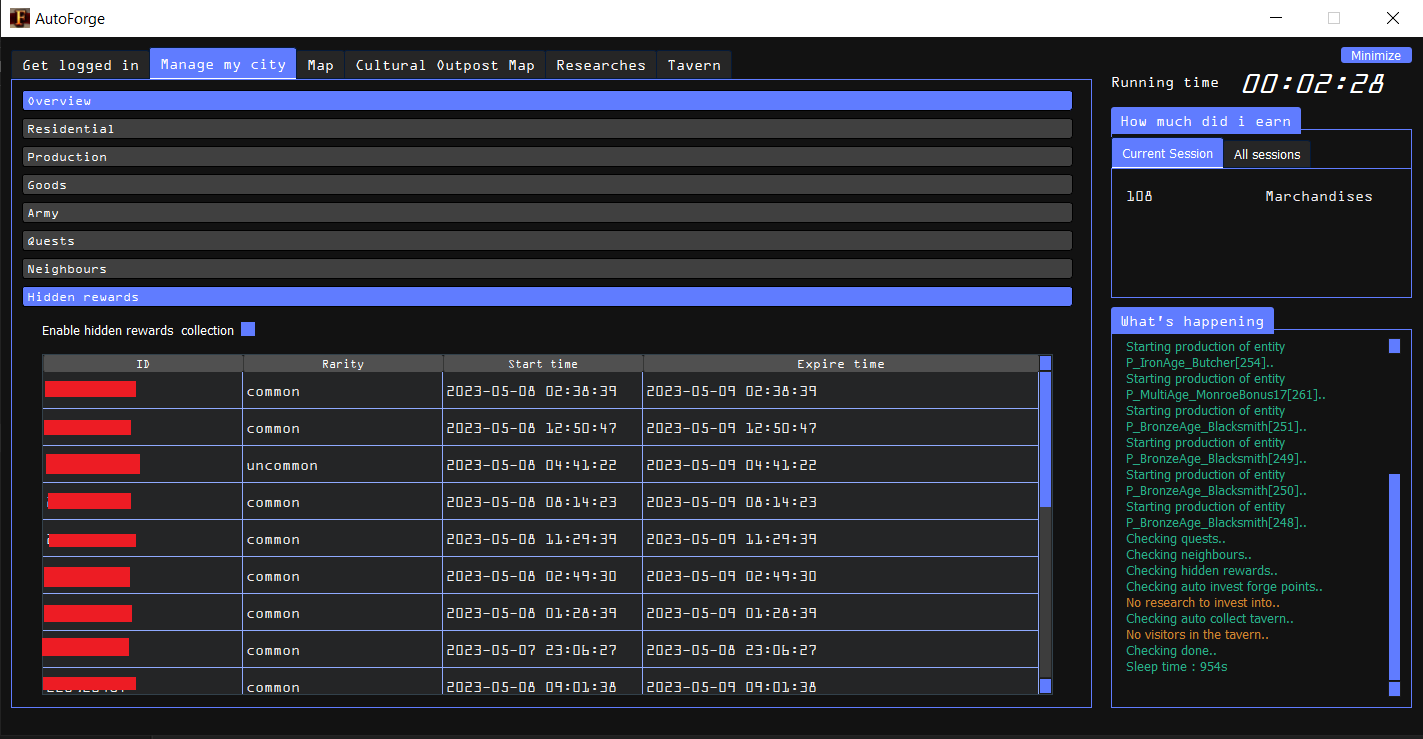 AutoForge
Minimize
Get logged in Manage my city Map Cultural Outpost Map Researches Tavern
Running time 00:02:28
Overview
Residential
Production
Goods
Army
Quests
Neighbours
Hidden rewards
Enable hidden rewards collection
ID Rarity Start time Expire time
common 2023-05-08 02:38:39 2023-05-09 02:38:39
common 2023-05-08 12:50:47 2023-05-09 12:50:47
uncommon 2023-05-08 04:41:22 2023-05-09 04:41:22
common 2023-05-08 08:14:23 2023-05-09 08:14:23
common 2023-05-08 11:29:39 2023-05-09 11:29:39
common 2023-05-08 02:49:30 2023-05-09 02:49:30
common 2023-05-08 01:28:39 2023-05-09 01:28:39
common 2023-05-07 23:06:27 2023-05-08 23:06:27
common 2023-05-08 09:01:38 2023-05-09 09:01:38
How much did i earn
Current Session All sessions
108 Marchandises
What's happening
Starting production of entity
P_IronAge_Butcher[254]..
Starting production of entity
P_MultiAge_MonroeBonus17[261]..
Starting production of entity
P_BronzeAge_Blacksmith[251]..
Starting production of entity
P_BronzeAge_Blacksmith[249]..
Starting production of entity
P_BronzeAge_Blacksmith[250]..
Starting production of entity
P_BronzeAge_Blacksmith[248]..
Checking quests..
Checking neighbours..
Checking hidden rewards..
Checking auto invest forge points..
No research to invest into..
Checking auto collect tavern..
No visitors in the tavern..
Checking done..
Sleep time : 954s